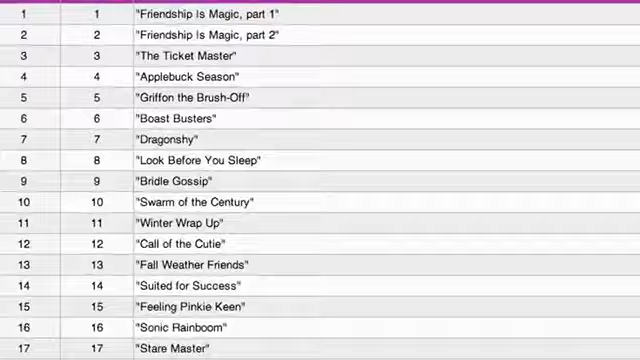 1 1 "Friendship Is Magic, part 1"
2 2 "Friendship Is Magic, part 2"
3 3 "The Ticket Master"
4 4 "Applebuck Season"
5 5 "Griffon the Brush-Off"
6 6 "Boast Busters"
7 7 "Dragonshy"
8 8 "Look Before You Sleep"
9 9 "Bridle Gossip"
10 10 "Swarm of the Century"
11 11 "Winter Wrap Up"
12 12 "Call of the Cutie"
13 13 "Fall Weather Friends"
14 14 "Suited for Success"
15 15 "Feeling Pinkie Keen"
16 16 "Sonic Rainboom"
17 17 "Stare Master"